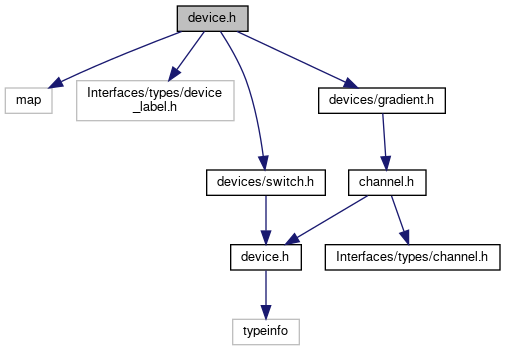 device.h
map
Interfaces/types/device
_label.h
devices/gradient.h
devices/switch.h
channel.h
device.h
Interfaces/types/channel.h
typeinfo